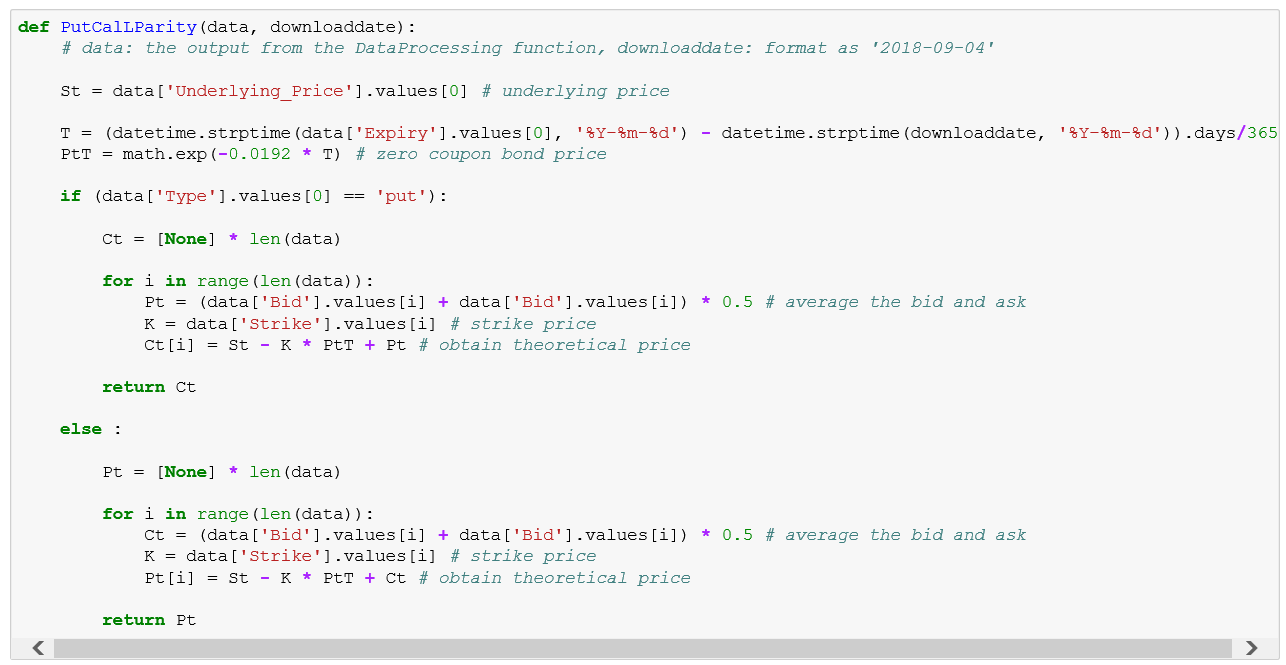 def PutCalLParity(data, downloaddate):
    # data: the output from the DataProcessing function, downloaddate: format as '2018-09-04'
    St = data['Underlying_Price'].values[0] # underlying price
    T = (datetime.strptime(data['Expiry'].values[0], '%Y-%m-%d') - datetime.strptime(downloaddate, '%Y-%m-%d')).days/365
    PtT = math.exp(-0.0192 * T) # zero coupon bond price
    if (data['Type'].values[0] == 'put'):
        Ct = [None] * len(data)
        for i in range(len(data)):
            Pt = (data['Bid'].values[i] + data['Bid'].values[i]) * 0.5 # average the bid and ask
            K = data['Strike'].values[i] # strike price
            Ct[i] = St - K * PtT + Pt # obtain theoretical price
        return Ct
    else :
        Pt = [None] * len(data)
        for i in range(len(data)):
            Ct = (data['Bid'].values[i] + data['Bid'].values[i]) * 0.5 # average the bid and ask
            K = data['Strike'].values[i] # strike price
            Pt[i] = St - K * PtT + Ct # obtain theoretical price
        return Pt